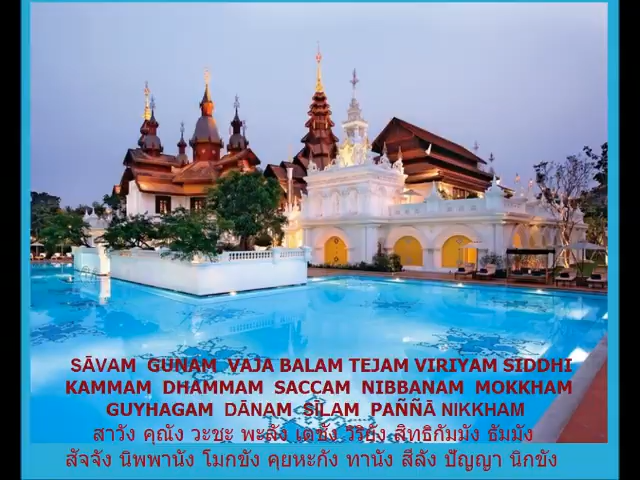 SĀVAM GUṆAM VAJA BALAM TEJAM VIRIYAM SIDDHI
KAMMAM DHAMMAM SACCAM NIBBANAM MOKKHAM
GUYHAGAM DĀNAM SĪLAM PAÑÑĀ NIKKHAM
สาวัง คุณัง วะชะ พะลัง เตชัง วิริยัง สิทธิกัมมัง ธัมมัง
สัจจัง นิพพานัง โมกขัง คุยหะกัง ทานัง สีลัง ปัญญา นิกขัง